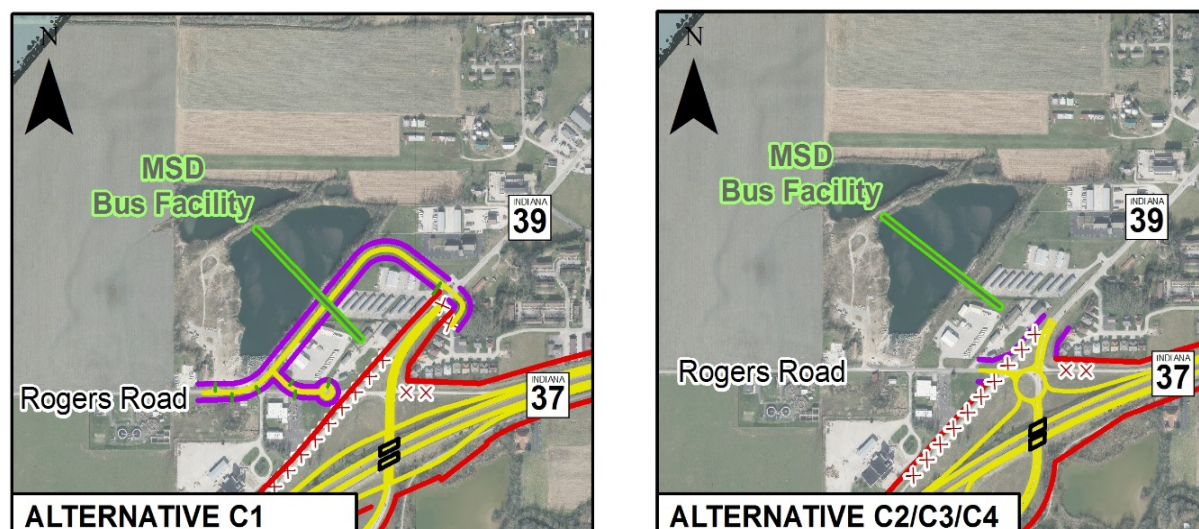 N
MSD
Bus Facility
INDIANA
39
Rogers Road
INDIANA
37
ALTERNATIVE C1
N
MSD
Bus Facility
INDIANA
39
Rogers Road
INDIANA
37
ALTERNATIVE C2/C3/C4